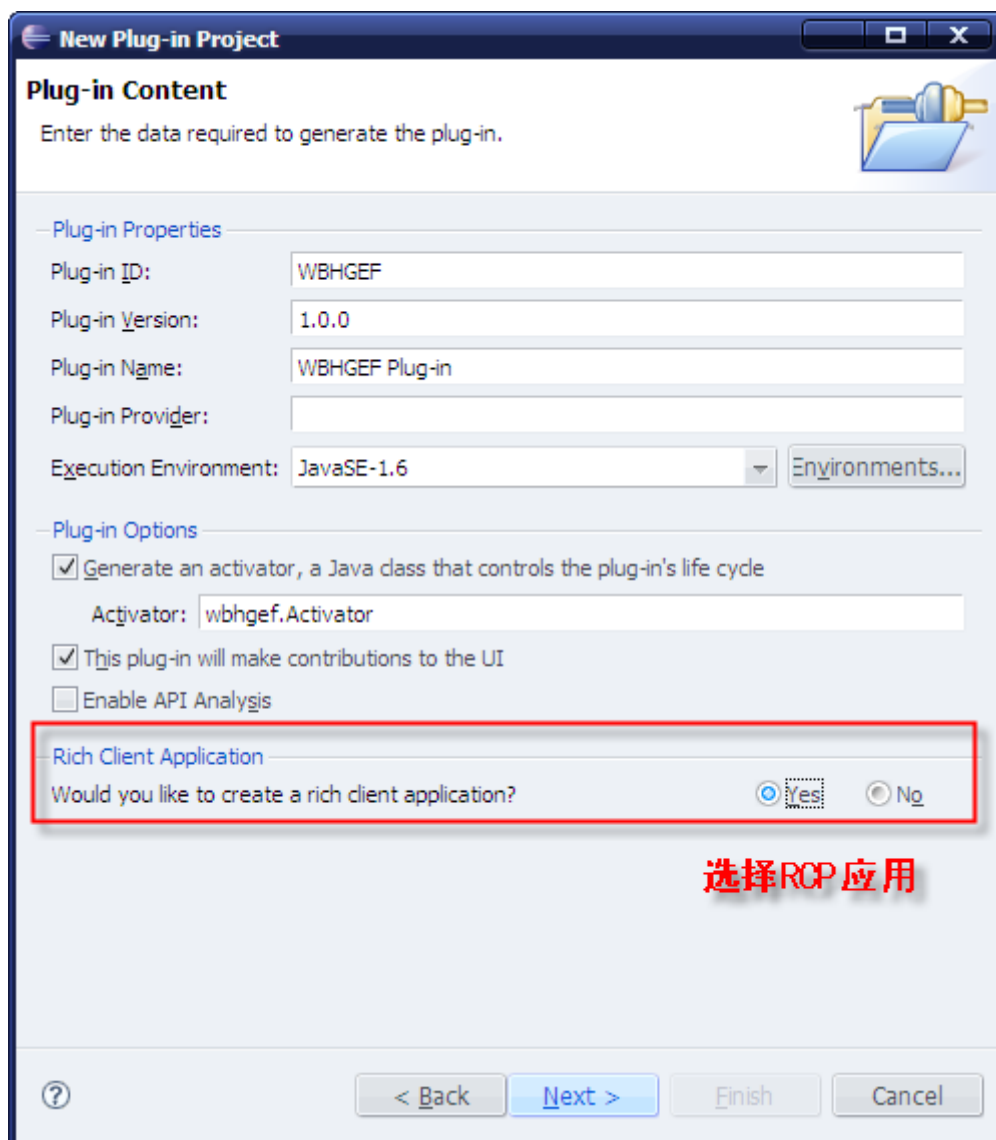 New Plug-in Project
Plug-in Content
Enter the data required to generate the plug-in.
Plug-in Properties
Plug-in ID: WBHGEF
Plug-in Version: 1.0.0
Plug-in Name: WBHGEF Plug-in
Plug-in Provider:
Execution Environment: JavaSE-1.6 Environments...
Plug-in Options
Generate an activator, a Java class that controls the plug-in's life cycle
Activator: wbhgef.Activator
This plug-in will make contributions to the UI
Enable API Analysis
Rich Client Application
Would you like to create a rich client application? Yes No
选择RCP应用
? < Back Next > Finish Cancel